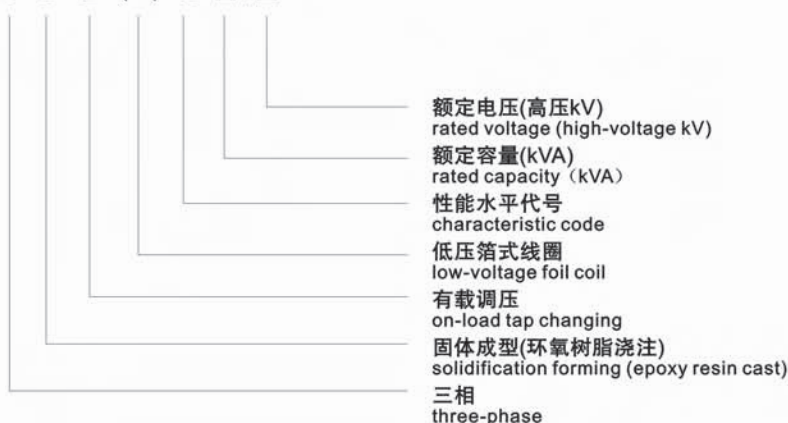 额定电压(高压kV)
rated voltage (high-voltage kV)
额定容量(kVA)
rated capacity（kVA）
性能水平代号
characteristic code
低压箔式线圈
low-voltage foil coil
有载调压
on-load tap changing
固体成型(环氧树脂浇注)
solidification forming (epoxy resin cast)
三相
three-phase